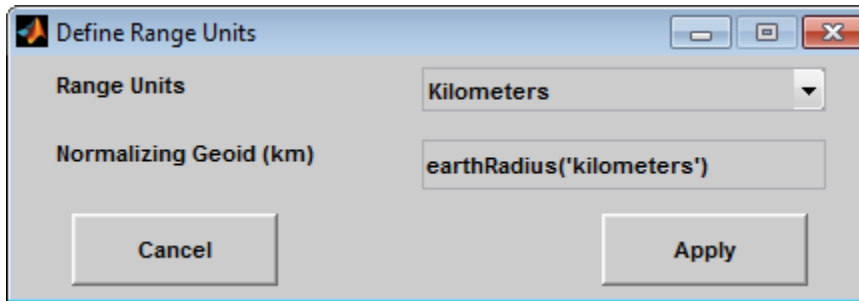 Define Range Units
Range Units Kilometers
Normalizing Geoid (km) earthRadius('kilometers')
Cancel Apply